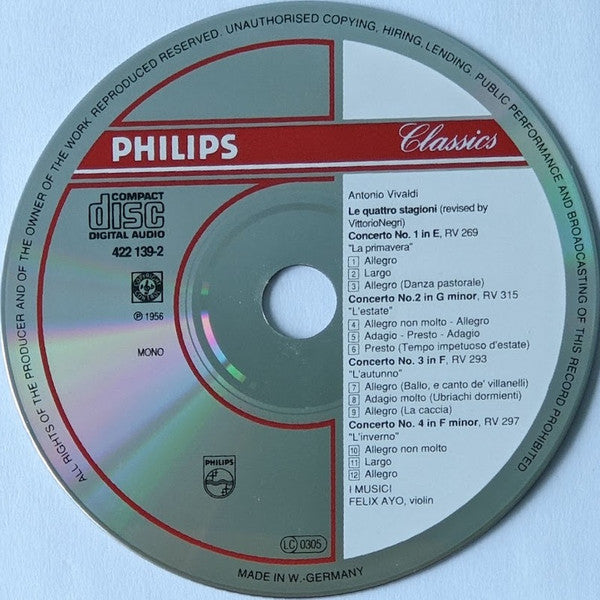 ALL RIGHTS OF THE PRODUCER AND OF THE OWNER OF THE WORK REPRODUCED RESERVED. UNAUTHORISED COPYING, HIRING, LENDING, PUBLIC PERFORMANCE AND BROADCASTING OF THIS RECORD PROHIBITED
PHILIPS
Classics
COMPACT
disc
DIGITAL AUDIO
422 139-2
℗ 1956
MONO
Antonio Vivaldi
Le quattro stagioni (revised by
VittorioNegri)
Concerto No. 1 in E, RV 269
"La primavera"
1 Allegro
2 Largo
3 Allegro (Danza pastorale)
Concerto No.2 in G minor, RV 315
"L'estate"
4 Allegro non molto - Allegro
5 Adagio - Presto - Adagio
6 Presto (Tempo impetuoso d'estate)
Concerto No. 3 in F, RV 293
"L'autunno"
7 Allegro (Ballo, e canto de' villanelli)
8 Adagio molto (Ubriachi dormienti)
9 Allegro (La caccia)
Concerto No. 4 in F minor, RV 297
"L'inverno"
10 Allegro non molto
11 Largo
12 Allegro
I MUSICI
FELIX AYO, violin
PHILIPS
LC 0305
MADE IN W.-GERMANY